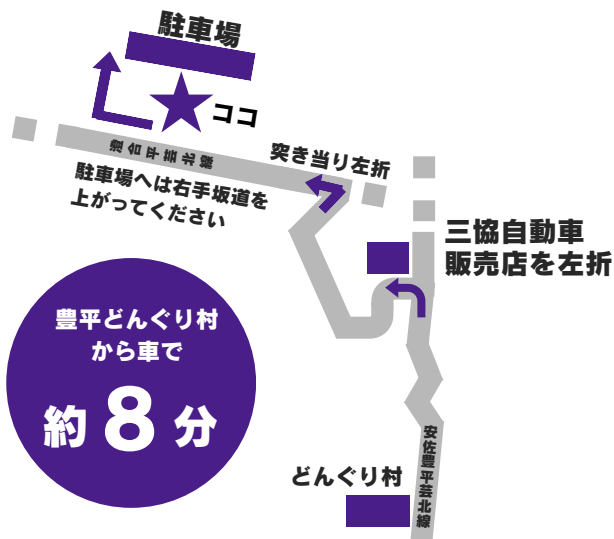 駐車場
ココ
突き当り左折
駐車場へは右手坂道を
上がってください
三協自動車
販売店を左折
豊平どんぐり村
から車で
約8分
どんぐり村
安佐豊平芸北線